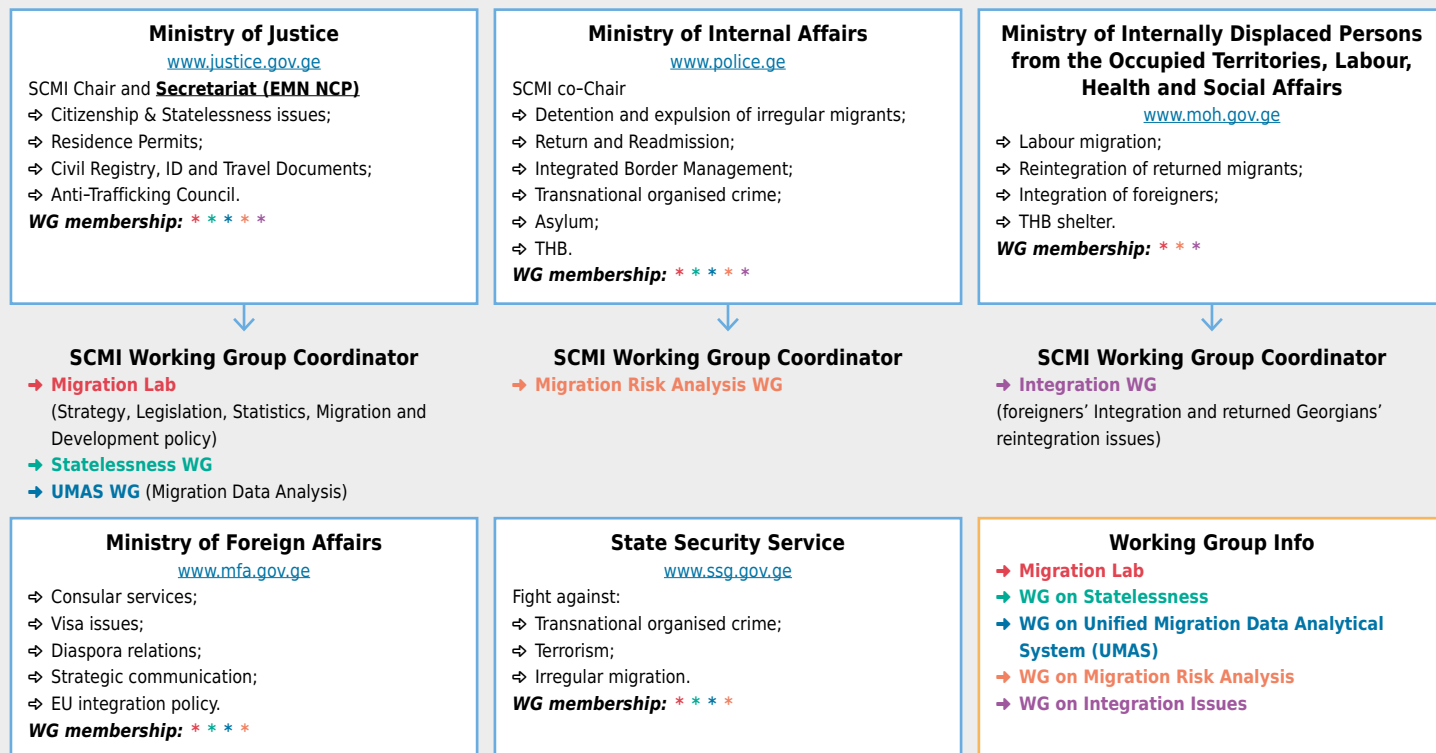 Ministry of Justice
www.justice.gov.ge
SCMI Chair and Secretariat (EMN NCP)
➩ Citizenship & Statelessness issues;
➩ Residence Permits;
➩ Civil Registry, ID and Travel Documents;
➩ Anti-Trafficking Council.
WG membership: * * * * *
Ministry of Internal Affairs
www.police.ge
SCMI co-Chair
➩ Detention and expulsion of irregular migrants;
➩ Return and Readmission;
➩ Integrated Border Management;
➩ Transnational organised crime;
➩ Asylum;
➩ THB.
WG membership: * * * * *
Ministry of Internally Displaced Persons
from the Occupied Territories, Labour,
Health and Social Affairs
www.moh.gov.ge
➩ Labour migration;
➩ Reintegration of returned migrants;
➩ Integration of foreigners;
➩ THB shelter.
WG membership: * * *
SCMI Working Group Coordinator
➔ Migration Lab
(Strategy, Legislation, Statistics, Migration and
Development policy)
➔ Statelessness WG
➔ UMAS WG (Migration Data Analysis)
SCMI Working Group Coordinator
➔ Migration Risk Analysis WG
SCMI Working Group Coordinator
➔ Integration WG
(foreigners’ Integration and returned Georgians’
reintegration issues)
Ministry of Foreign Affairs
www.mfa.gov.ge
➩ Consular services;
➩ Visa issues;
➩ Diaspora relations;
➩ Strategic communication;
➩ EU integration policy.
WG membership: * * * *
State Security Service
www.ssg.gov.ge
Fight against:
➩ Transnational organised crime;
➩ Terrorism;
➩ Irregular migration.
WG membership: * * * *
Working Group Info
➔ Migration Lab
➔ WG on Statelessness
➔ WG on Unified Migration Data Analytical
System (UMAS)
➔ WG on Migration Risk Analysis
➔ WG on Integration Issues